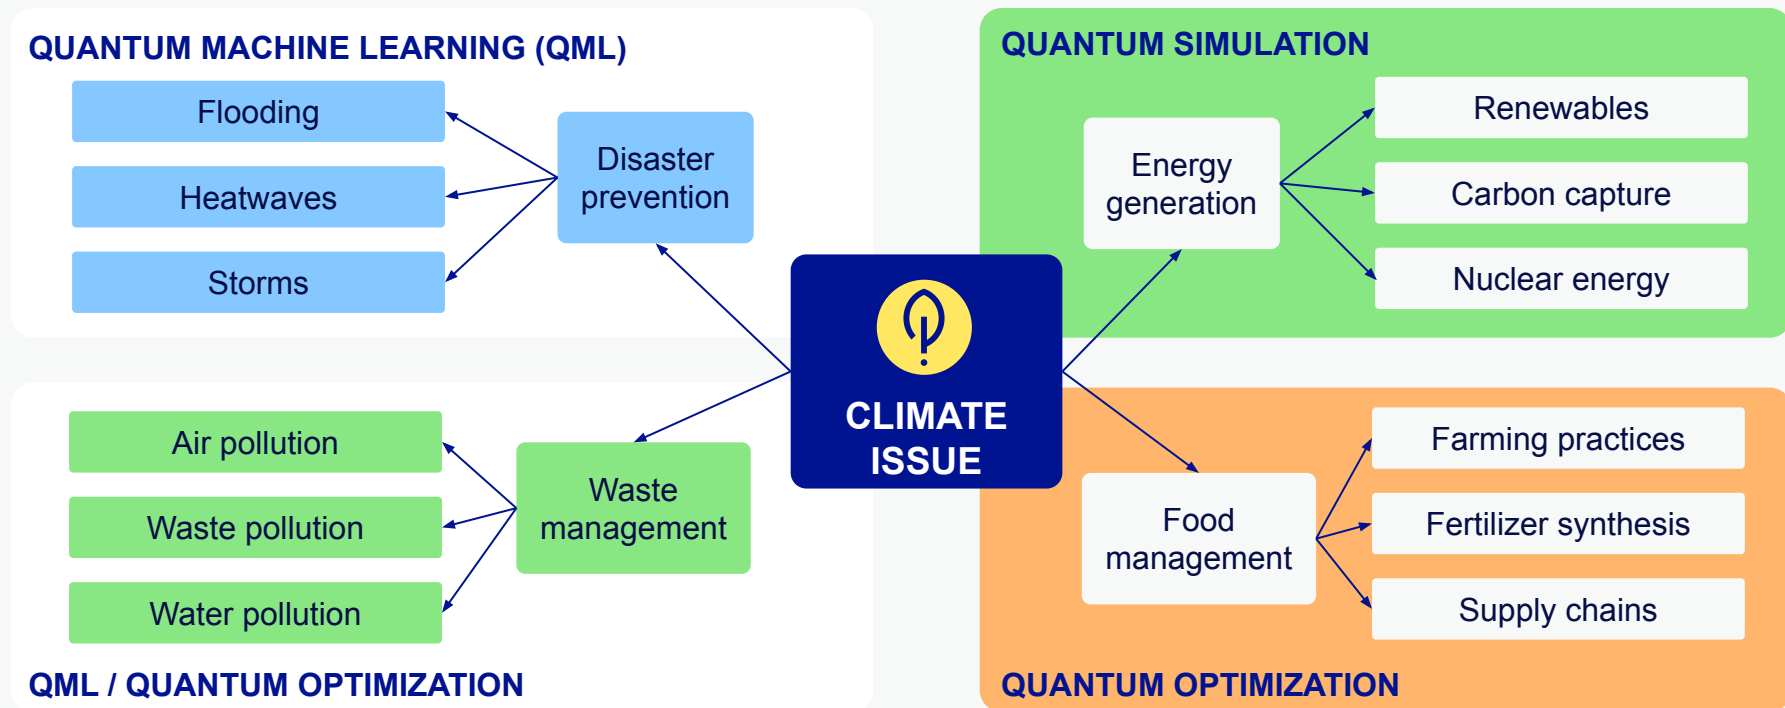 QUANTUM MACHINE LEARNING (QML)
Flooding
Heatwaves
Storms
Disaster
prevention
QUANTUM SIMULATION
Energy
generation
Renewables
Carbon capture
Nuclear energy
CLIMATE
ISSUE
Air pollution
Waste pollution
Water pollution
Waste
management
QML / QUANTUM OPTIMIZATION
Food
management
Farming practices
Fertilizer synthesis
Supply chains
QUANTUM OPTIMIZATION